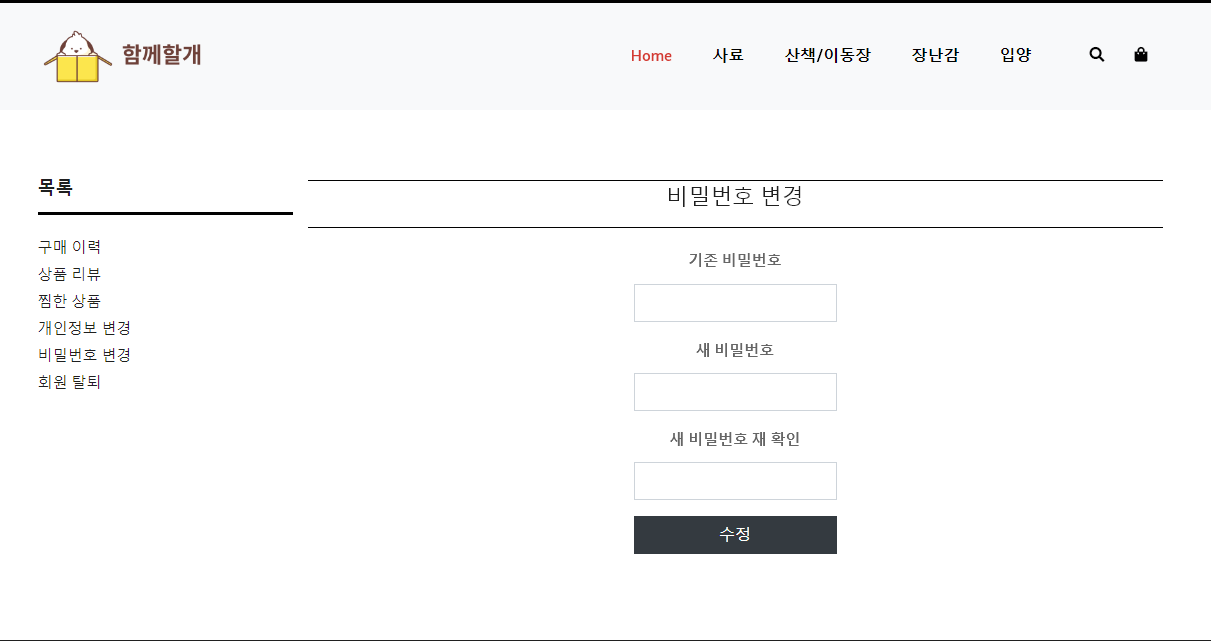 함께할개
Home 사료 산책/이동장 장난감 입양
목록
구매 이력
상품 리뷰
찜한 상품
개인정보 변경
비밀번호 변경
회원 탈퇴
비밀번호 변경
기존 비밀번호
새 비밀번호
새 비밀번호 재 확인
수정